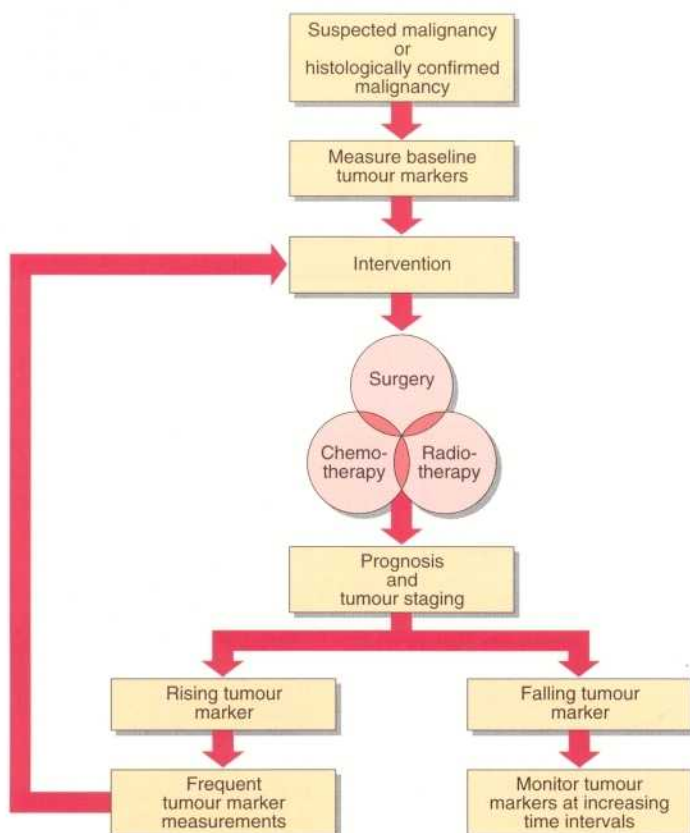 Suspected malignancy
or
histologically confirmed
malignancy
Measure baseline
tumour markers
Intervention
Surgery
Chemo-
therapy
Radio-
therapy
Prognosis
and
tumour staging
Rising tumour
marker
Falling tumour
marker
Frequent
tumour marker
measurements
Monitor tumour
markers at increasing
time intervals